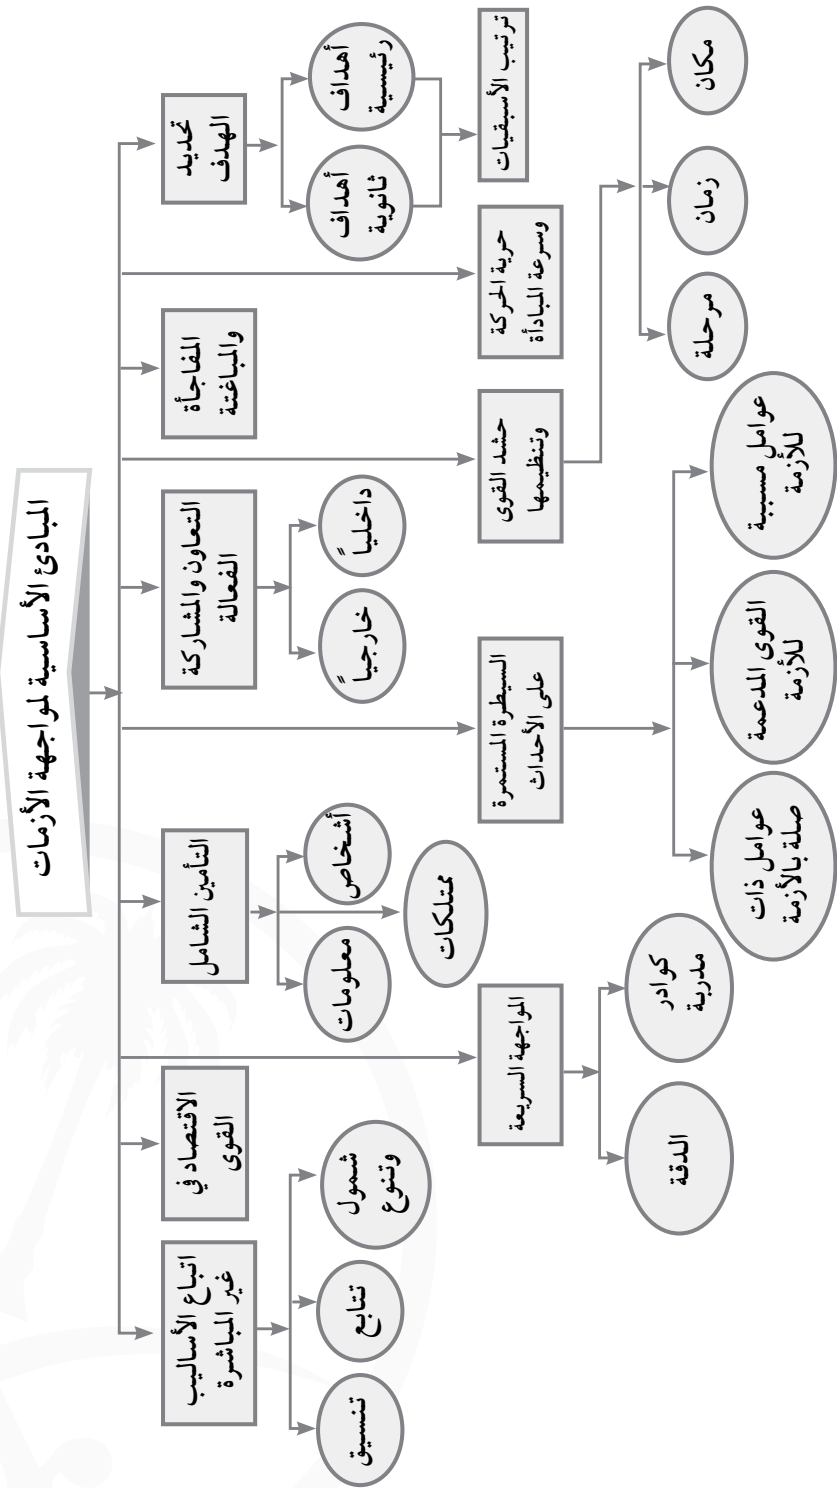 المبادئ الأساسية لمواجهة الأزمات
تحديد
الهدف
أهداف
رئيسية
أهداف
ثانوية
ترتيب الأسبقيات
حرية الحركة
وسرعة المبادأة
المفاجأة
والمباغتة
حشد القوى
وتنظيمها
مكان
زمان
مرحلة
التعاون والمشاركة
الفعالة
داخلياً
خارجياً
السيطرة المستمرة
على الأحداث
عوامل مسببة
للأزمة
القوى المدعمة
للأزمة
عوامل ذات
صلة بالأزمة
التأمين الشامل
أشخاص
ممتلكات
معلومات
المواجهة السريعة
كوادر
مدربة
الدقة
الاقتصاد في
القوى
اتباع الأساليب
غير المباشرة
شمول
وتنوع
تتابع
تنسيق